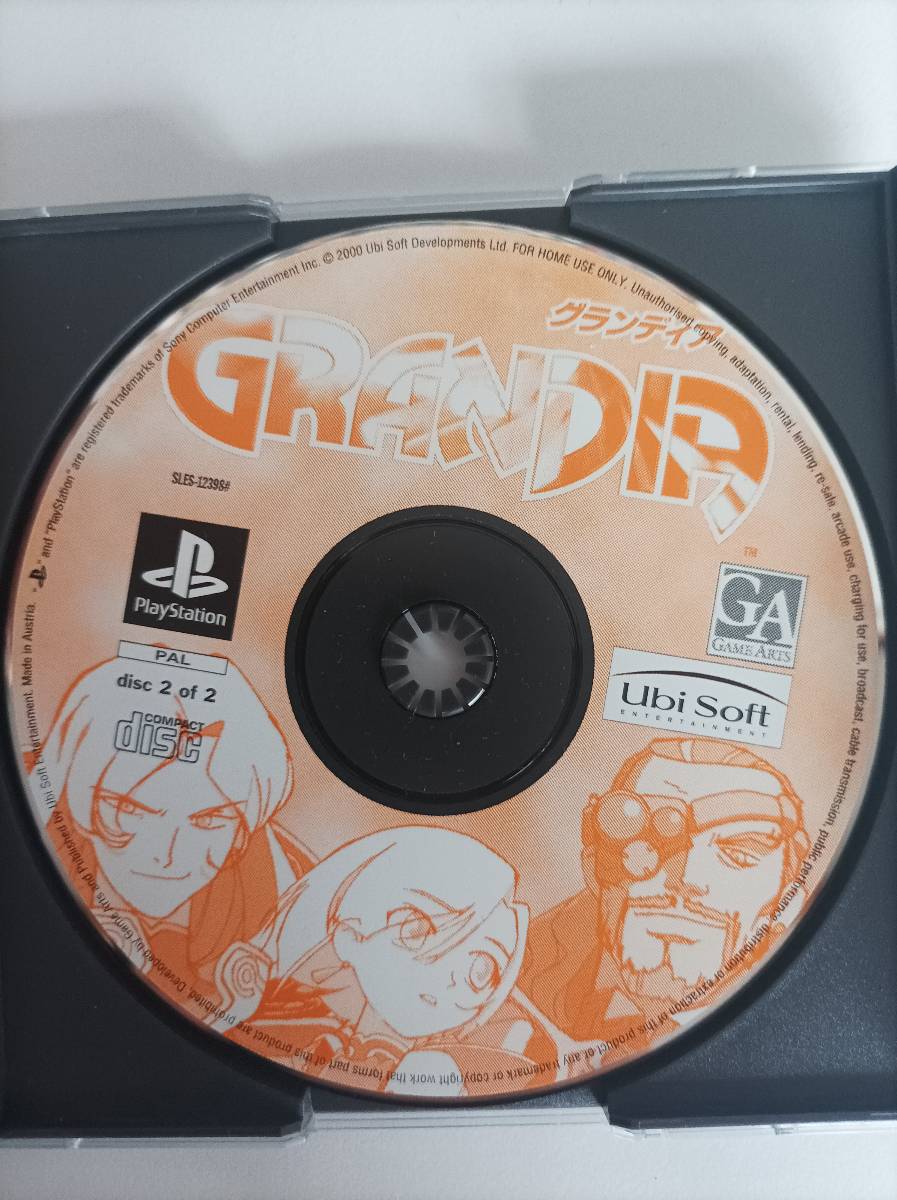 "PS" and "PlayStation" are registered trademarks of Sony Computer Entertainment Inc. © 2000 Ubi Soft Developments Ltd. FOR HOME USE ONLY. Unauthorised copying, adaptation, rental, lending, re-sale, arcade use, charging for use, broadcast, cable transmission, public performance, distribution or extraction of this product or any trademark or copyright work that forms part of this product are prohibited. Developed by Game Arts and Published by Ubi Soft Entertainment. Made in Austria.
グランディア
GRANDIA
TM
SLES-12398#
PlayStation
PAL
disc 2 of 2
COMPACT
disc
GA
GAME ARTS
Ubi Soft
ENTERTAINMENT